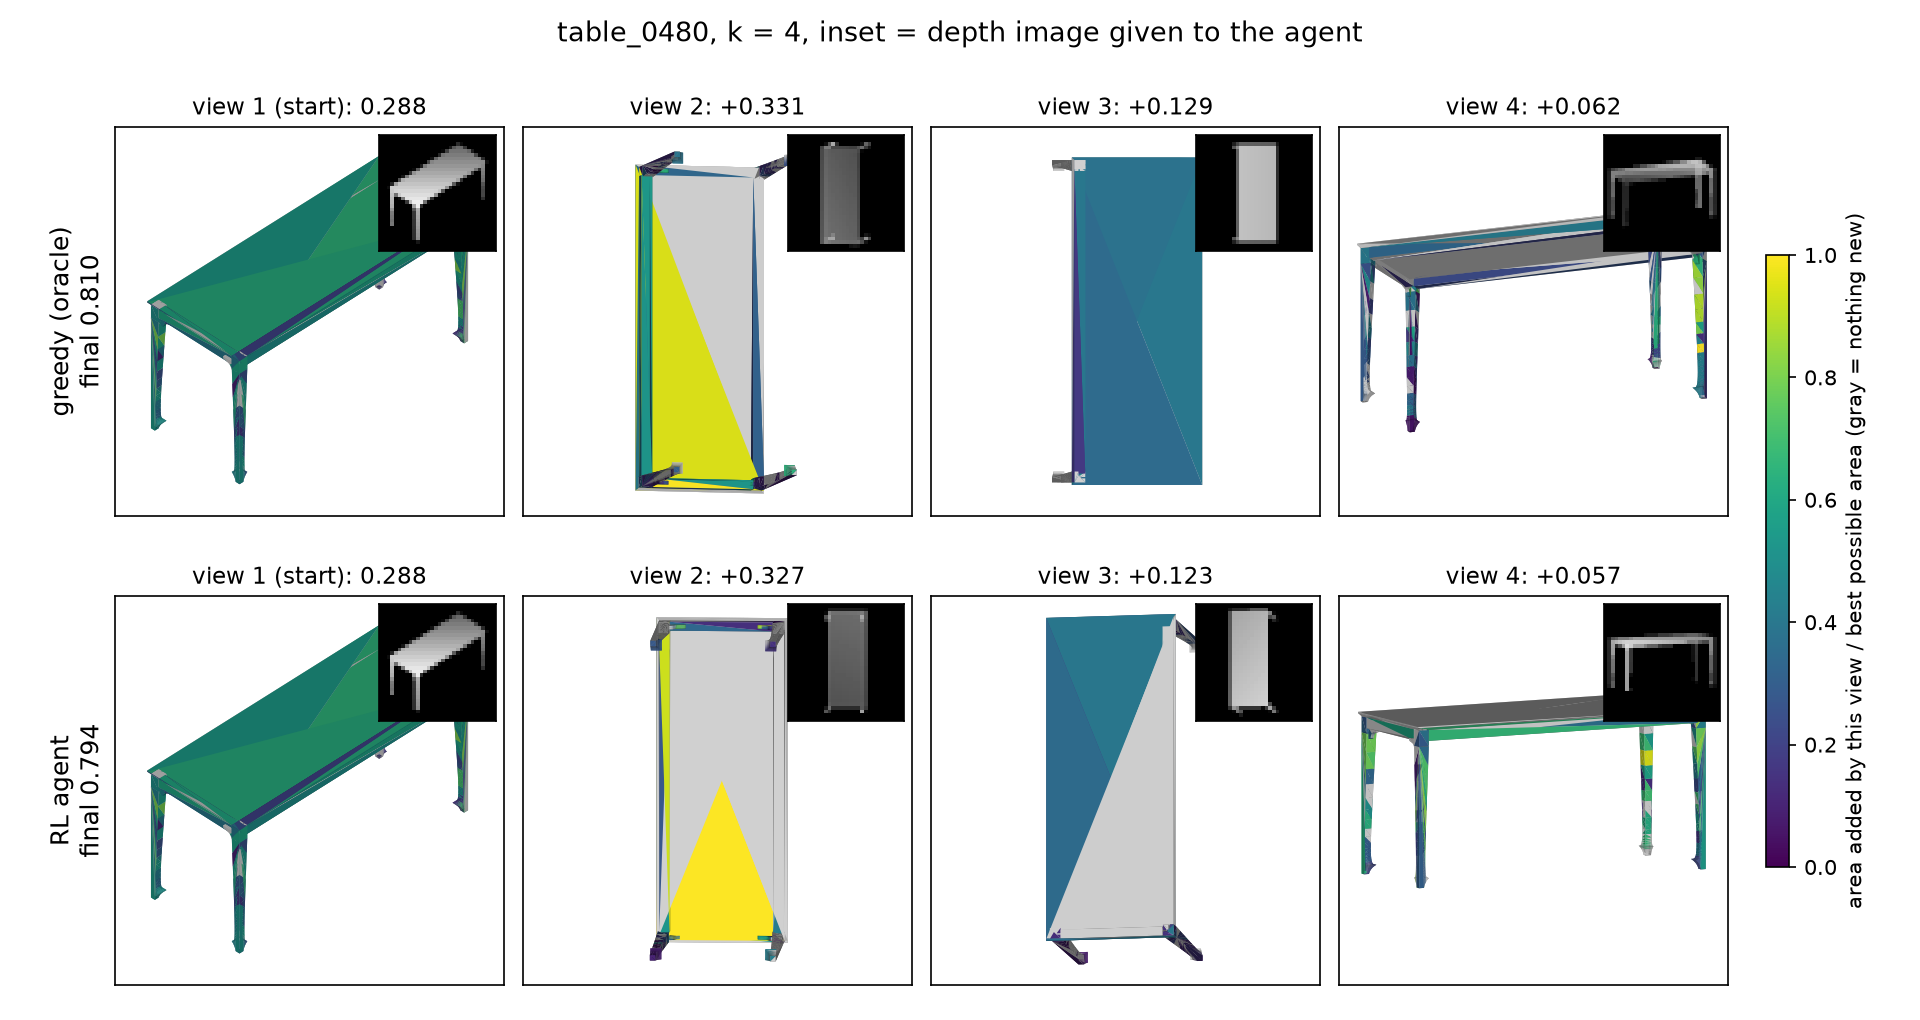 table_0480, k = 4, inset = depth image given to the agent
view 1 (start): 0.288
view 2: +0.331
view 3: +0.129
view 4: +0.062
greedy (oracle)
final 0.810
view 1 (start): 0.288
view 2: +0.327
view 3: +0.123
view 4: +0.057
RL agent
final 0.794
1.0
0.8
0.6
0.4
0.2
0.0
area added by this view / best possible area (gray = nothing new)